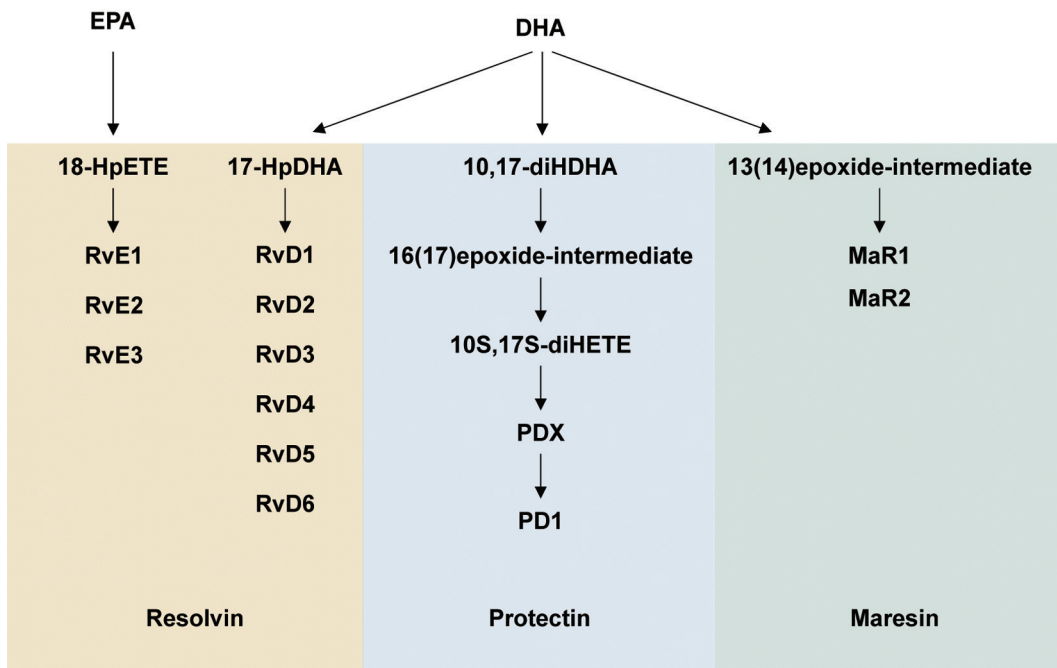 EPA
DHA
18-HpETE
17-HpDHA
10,17-diHDHA
13(14)epoxide-intermediate
RvE1
RvD1
16(17)epoxide-intermediate
MaR1
RvE2
RvD2
MaR2
RvE3
RvD3
10S,17S-diHETE
RvD4
PDX
RvD5
RvD6
PD1
Resolvin
Protectin
Maresin